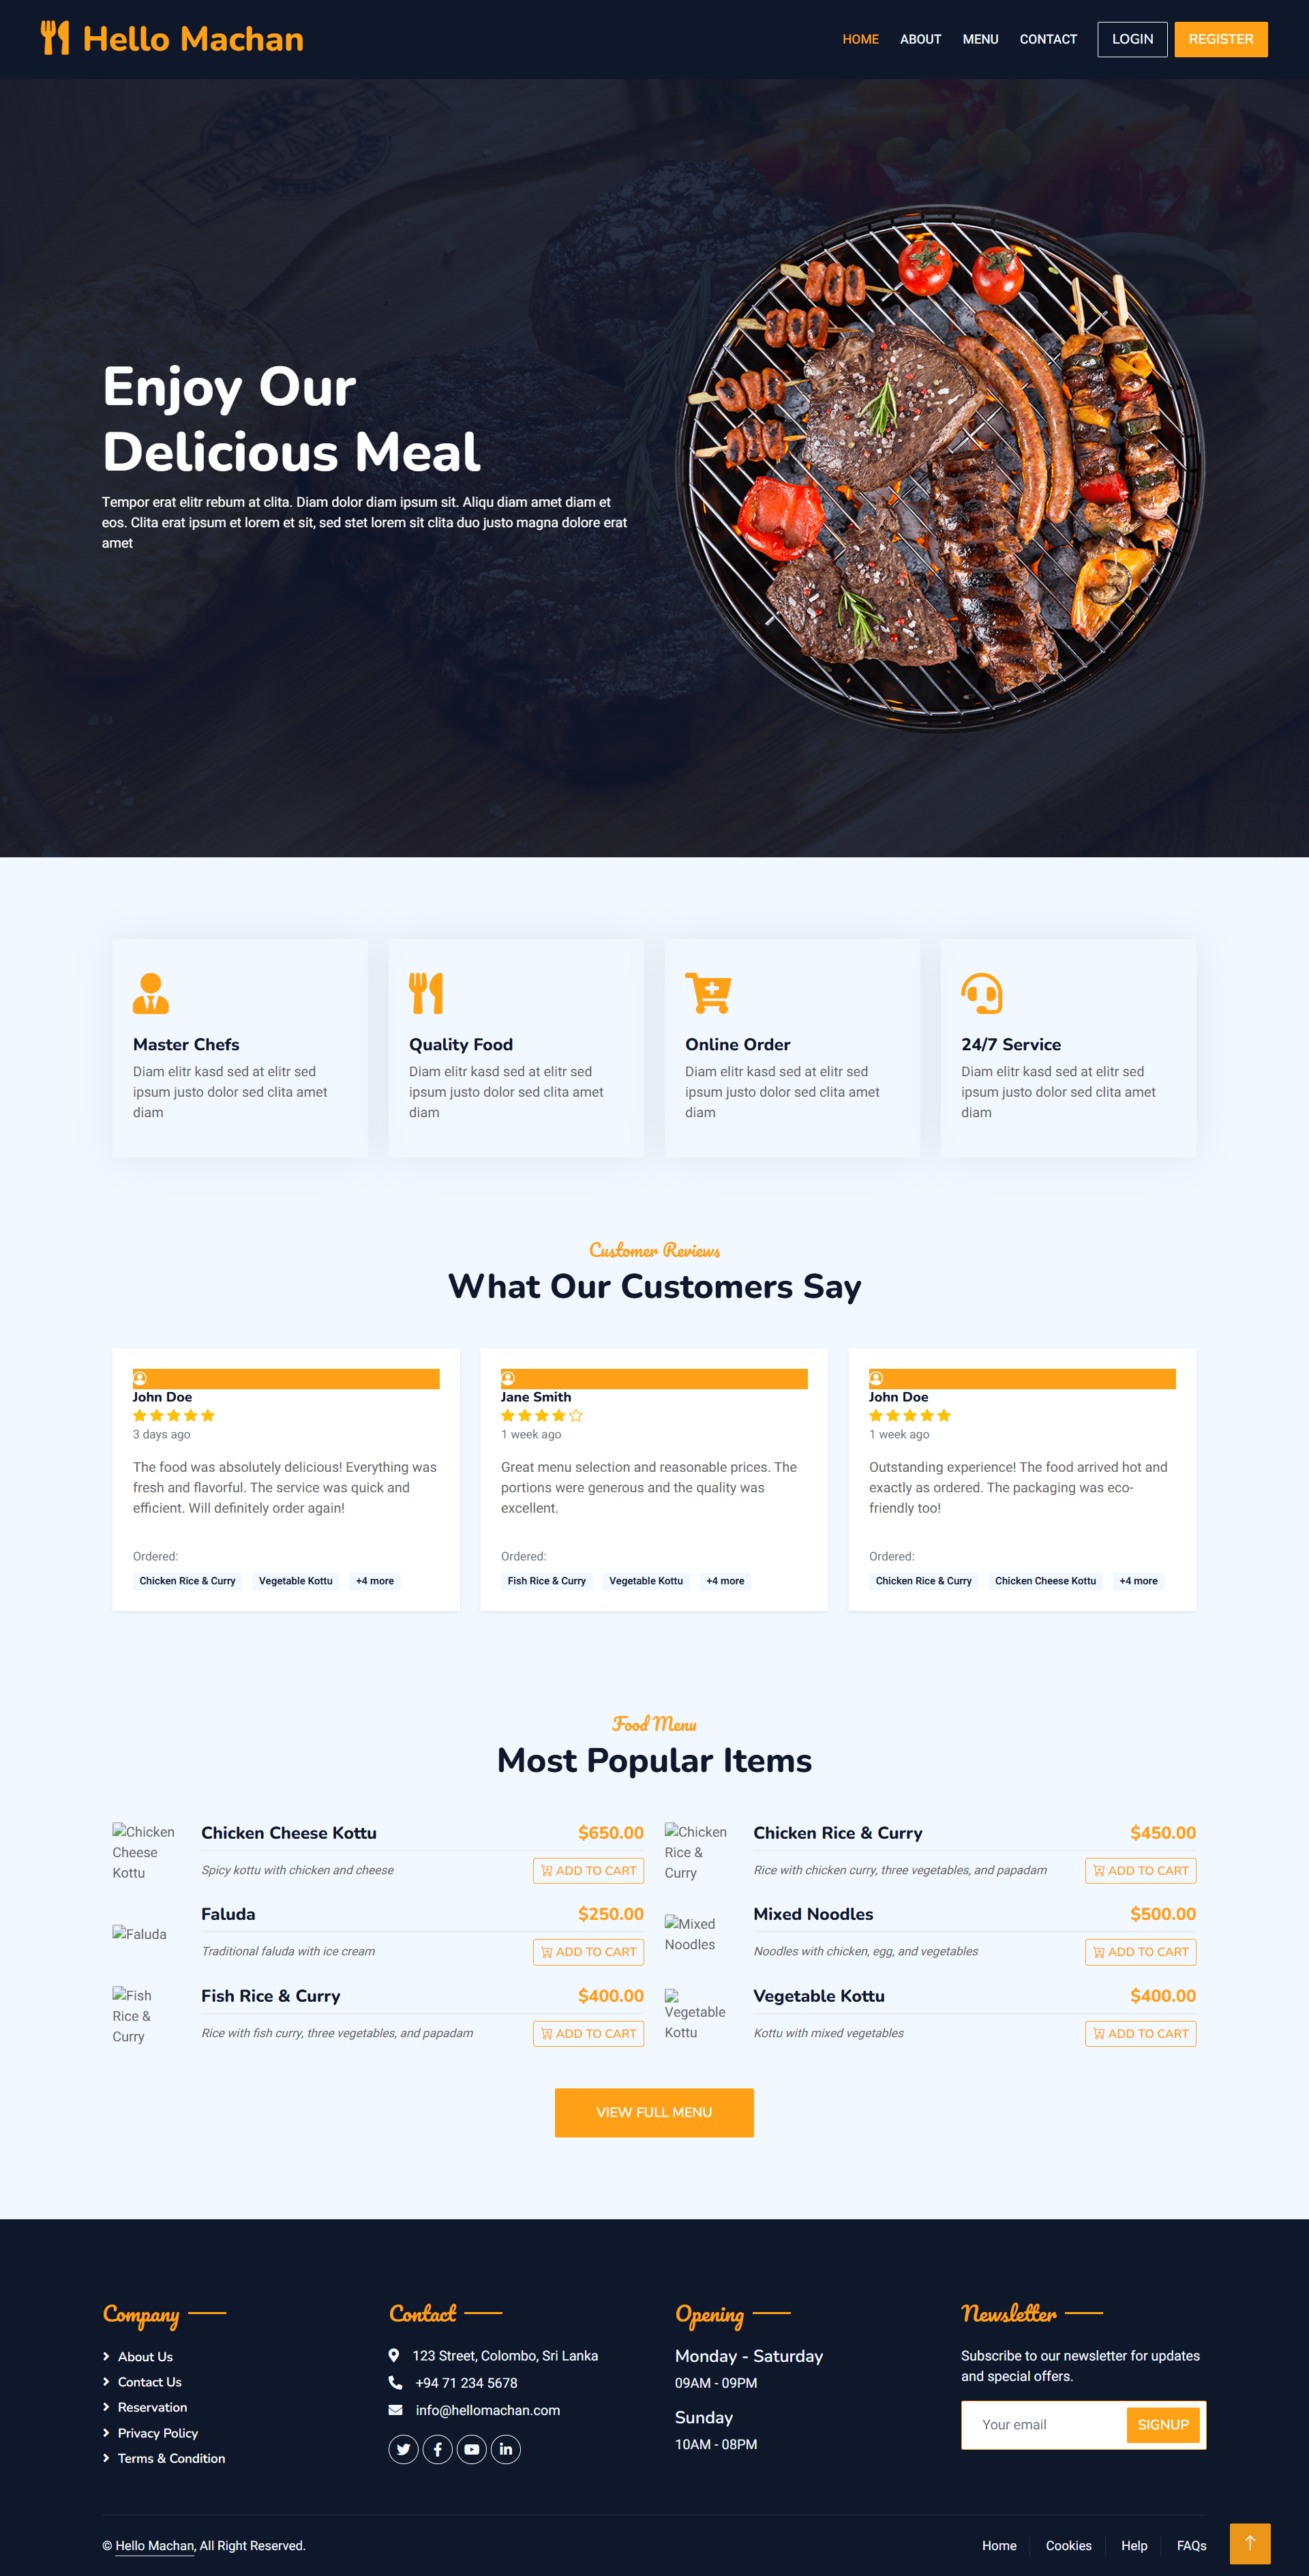 Hello Machan
HOME ABOUT MENU CONTACT LOGIN REGISTER
Enjoy Our
Delicious Meal
Tempor erat elitr rebum at clita. Diam dolor diam ipsum sit. Aliqu diam amet diam et
eos. Clita erat ipsum et lorem et sit, sed stet lorem sit clita duo justo magna dolore erat
amet
Master Chefs
Diam elitr kasd sed at elitr sed
ipsum justo dolor sed clita amet
diam
Quality Food
Diam elitr kasd sed at elitr sed
ipsum justo dolor sed clita amet
diam
Online Order
Diam elitr kasd sed at elitr sed
ipsum justo dolor sed clita amet
diam
24/7 Service
Diam elitr kasd sed at elitr sed
ipsum justo dolor sed clita amet
diam
Customer Reviews
What Our Customers Say
John Doe
3 days ago
The food was absolutely delicious! Everything was
fresh and flavorful. The service was quick and
efficient. Will definitely order again!
Ordered:
Chicken Rice & Curry Vegetable Kottu +4 more
Jane Smith
1 week ago
Great menu selection and reasonable prices. The
portions were generous and the quality was
excellent.
Ordered:
Fish Rice & Curry Vegetable Kottu +4 more
John Doe
1 week ago
Outstanding experience! The food arrived hot and
exactly as ordered. The packaging was eco-
friendly too!
Ordered:
Chicken Rice & Curry Chicken Cheese Kottu +4 more
Food Menu
Most Popular Items
Chicken
Cheese
Kottu
Chicken Cheese Kottu $650.00
Spicy kottu with chicken and cheese ADD TO CART
Chicken
Rice &
Curry
Chicken Rice & Curry $450.00
Rice with chicken curry, three vegetables, and papadam ADD TO CART
Faluda
Faluda $250.00
Traditional faluda with ice cream ADD TO CART
Mixed
Noodles
Mixed Noodles $500.00
Noodles with chicken, egg, and vegetables ADD TO CART
Fish
Rice &
Curry
Fish Rice & Curry $400.00
Rice with fish curry, three vegetables, and papadam ADD TO CART
Vegetable
Kottu
Vegetable Kottu $400.00
Kottu with mixed vegetables ADD TO CART
VIEW FULL MENU
Company
About Us
Contact Us
Reservation
Privacy Policy
Terms & Condition
Contact
123 Street, Colombo, Sri Lanka
+94 71 234 5678
info@hellomachan.com
Opening
Monday - Saturday
09AM - 09PM
Sunday
10AM - 08PM
Newsletter
Subscribe to our newsletter for updates
and special offers.
Your email SIGNUP
© Hello Machan, All Right Reserved.
Home Cookies Help FAQs